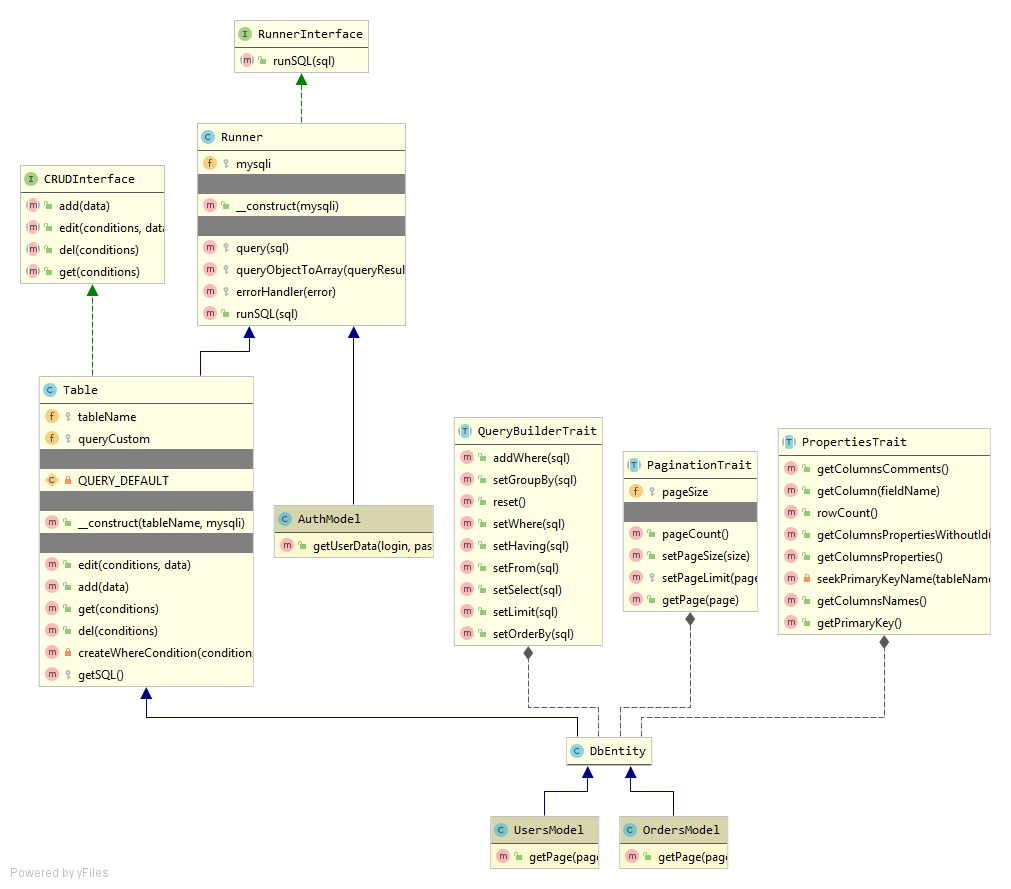 RunnerInterface
runSQL(sql)
Runner
mysqli
__construct(mysqli)
query(sql)
queryObjectToArray(queryResul
errorHandler(error)
runSQL(sql)
CRUDInterface
add(data)
edit(conditions, data
del(conditions)
get(conditions)
Table
tableName
queryCustom
QUERY_DEFAULT
__construct(tableName, mysqli)
edit(conditions, data)
add(data)
get(conditions)
del(conditions)
createWhereCondition(conditions
getSQL()
AuthModel
getUserData(login, pas
QueryBuilderTrait
addWhere(sql)
setGroupBy(sql)
reset()
setWhere(sql)
setHaving(sql)
setFrom(sql)
setSelect(sql)
setLimit(sql)
setOrderBy(sql)
PaginationTrait
pageSize
pageCount()
setPageSize(size)
setPageLimit(page
getPage(page)
PropertiesTrait
getColumnsComments()
getColumn(fieldName)
rowCount()
getColumnsPropertiesWithoutId(
getColumnsProperties()
seekPrimaryKeyName(tableName
getColumnsNames()
getPrimaryKey()
DbEntity
UsersModel
getPage(page
OrdersModel
getPage(page
Powered by yFiles